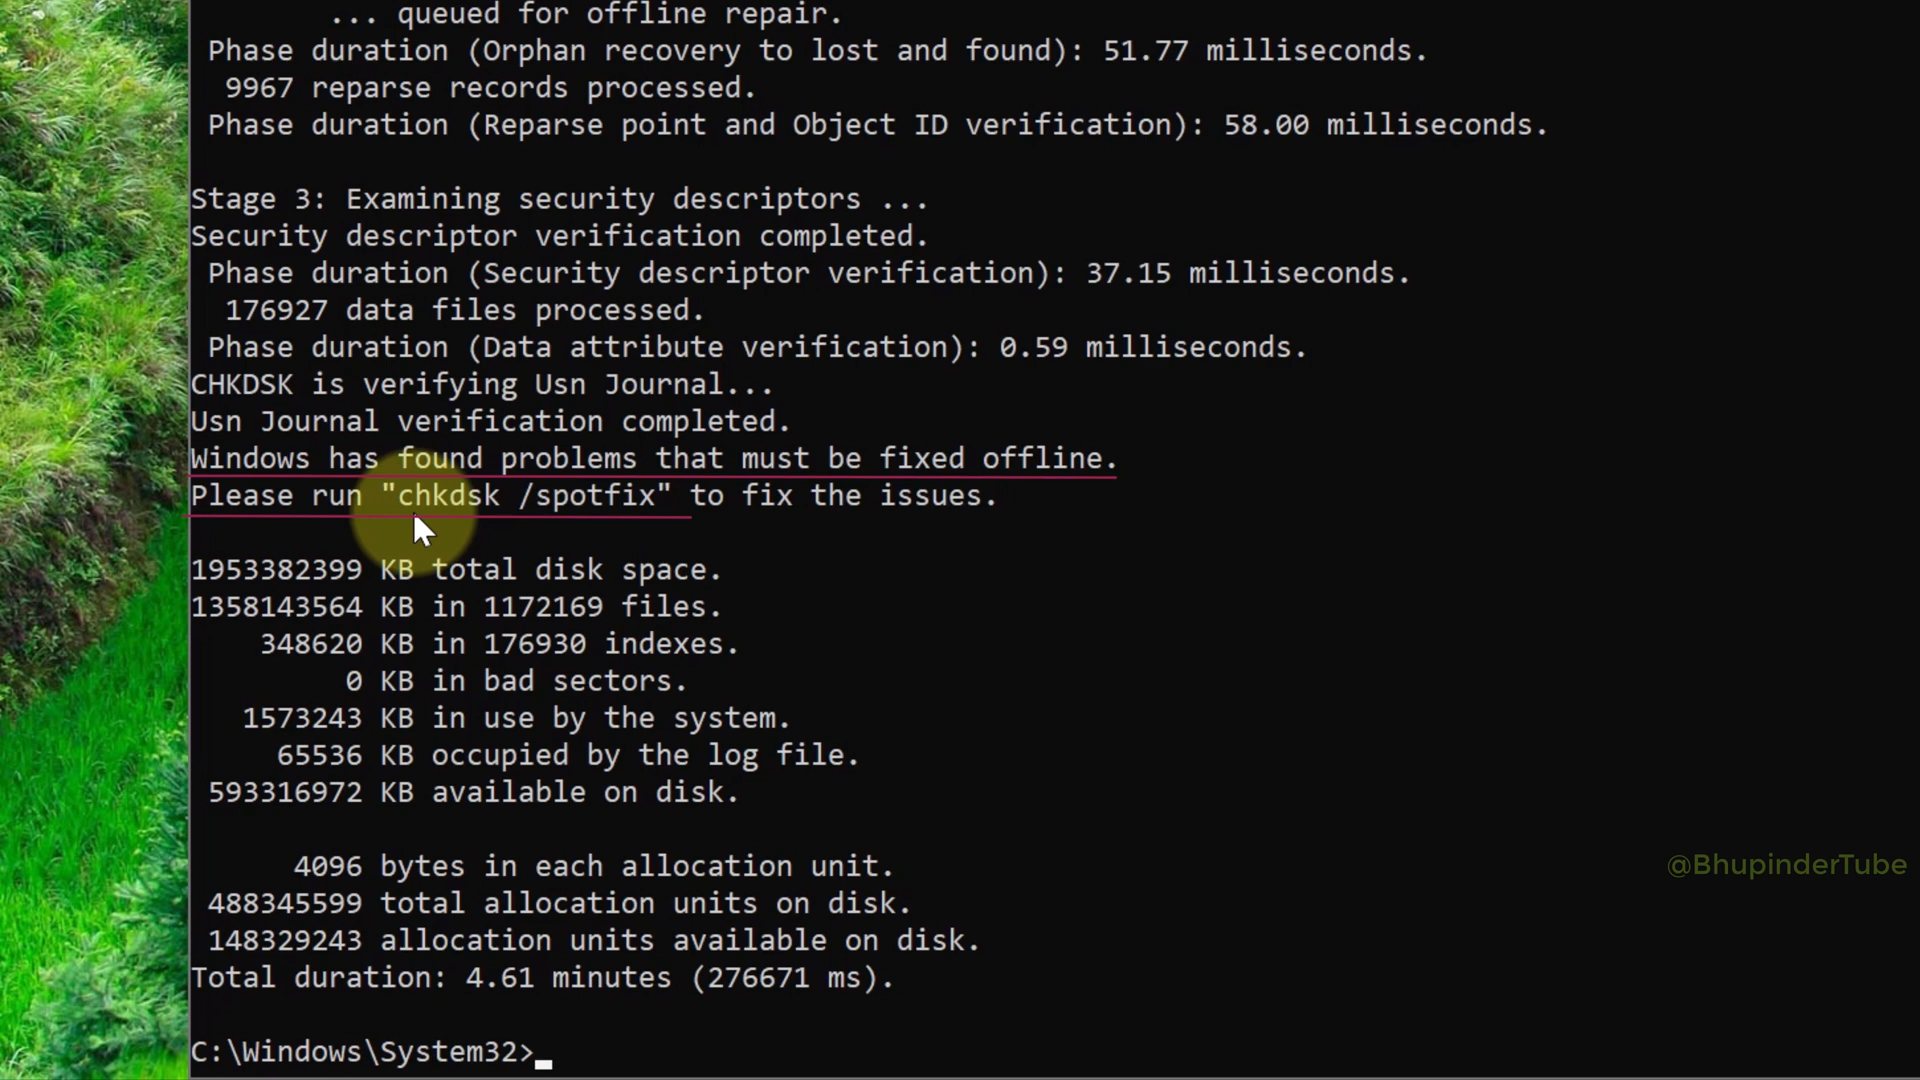 ... queued for offline repair.
Phase duration (Orphan recovery to lost and found): 51.77 milliseconds.
9967 reparse records processed.
Phase duration (Reparse point and Object ID verification): 58.00 milliseconds.
Stage 3: Examining security descriptors ...
Security descriptor verification completed.
Phase duration (Security descriptor verification): 37.15 milliseconds.
176927 data files processed.
Phase duration (Data attribute verification): 0.59 milliseconds.
CHKDSK is verifying Usn Journal...
Usn Journal verification completed.
Windows has found problems that must be fixed offline.
Please run "chkdsk /spotfix" to fix the issues.
1953382399 KB total disk space.
1358143564 KB in 1172169 files.
348620 KB in 176930 indexes.
0 KB in bad sectors.
1573243 KB in use by the system.
65536 KB occupied by the log file.
593316972 KB available on disk.
4096 bytes in each allocation unit.
488345599 total allocation units on disk.
148329243 allocation units available on disk.
Total duration: 4.61 minutes (276671 ms).
C:\Windows\System32>_
@BhupinderTube